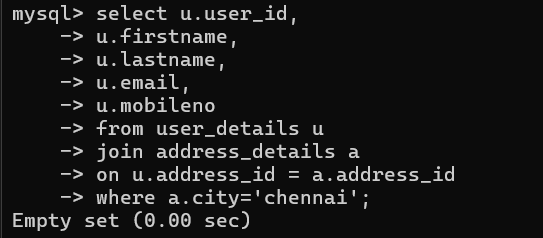 mysql> select u.user_id,
    -> u.firstname,
    -> u.lastname,
    -> u.email,
    -> u.mobileno
    -> from user_details u
    -> join address_details a
    -> on u.address_id = a.address_id
    -> where a.city='chennai';
Empty set (0.00 sec)